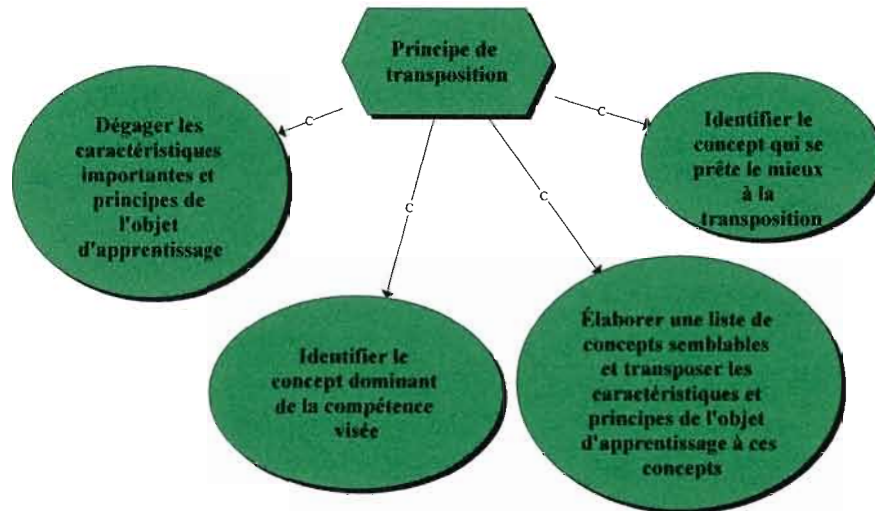 Principe de
transposition
Dégager les
caractéristiques
importantes et
principes de
l'objet
d'apprentissage
c
c
c
c
Identifier le
concept qui se
prête le mieux
à la
transposition
Identifier le
concept dominant
de la compétence
visée
Élaborer une liste de
concepts semblables
et transposer les
caractéristiques et
principes de l'objet
d'apprentissage à ces
concepts